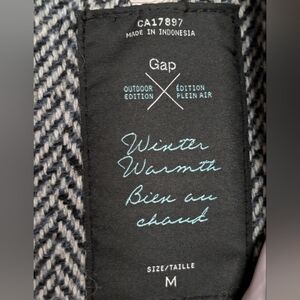 CA17897
MADE IN INDONESIA
Gap
OUTDOOR ÉDITION
EDITION PLEIN AIR
Winter
Warmth
Bien au
chaud
SIZE/TAILLE
M